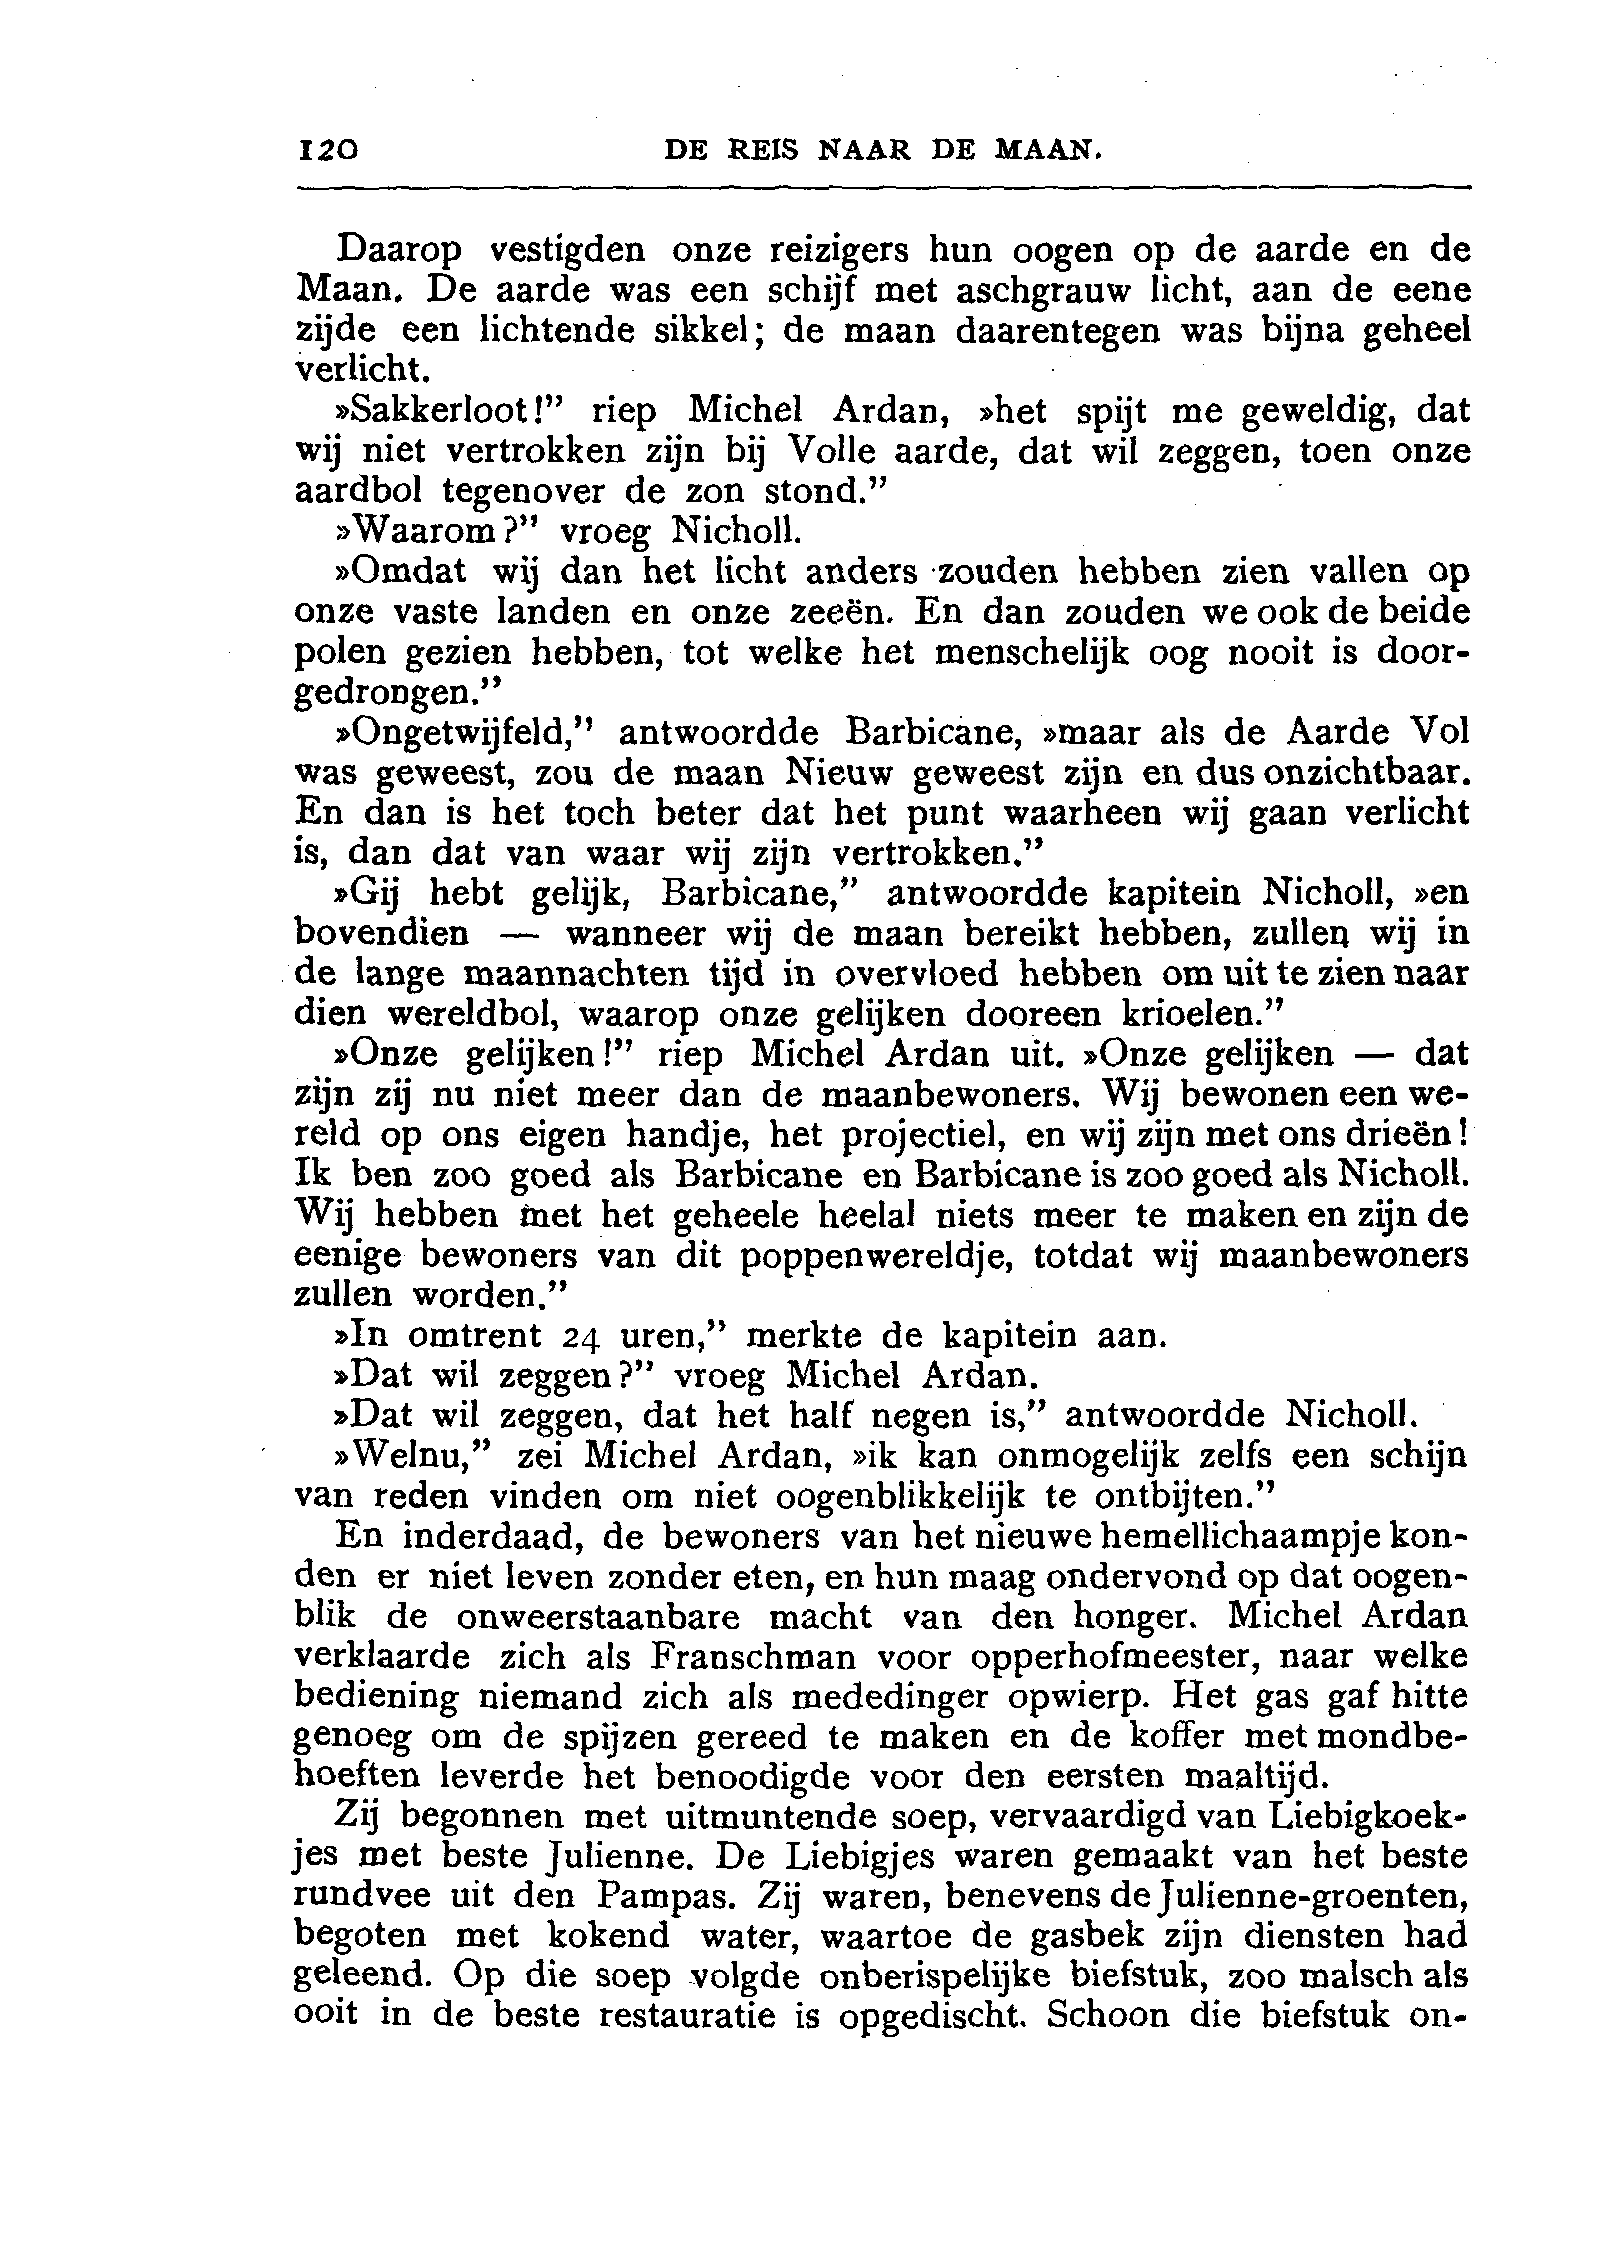 120 DE REIS NAAR DE MAAN.
Daarop vestigden onze reizigers hun oogen op de aarde en de
Maan. De aarde was een schijf met aschgrauw licht, aan de eene
zijde een lichtende sikkel; de maan daarentegen was bijna geheel
verlicht.
»Sakkerloot!” riep Michel Ardan, »het spijt me geweldig, dat
wij niet vertrokken zijn bij Volle aarde, dat wil zeggen, toen onze
aardbol tegenover de zon stond.”
»Waarom?” vroeg Nicholl.
»Omdat wij dan het licht anders zouden hebben zien vallen op
onze vaste landen en onze zeeën. En dan zouden we ook de beide
polen gezien hebben, tot welke het menschelijk oog nooit is door-
gedrongen.”
»Ongetwijfeld,” antwoordde Barbicane, »maar als de Aarde Vol
was geweest, zou de maan Nieuw geweest zijn en dus onzichtbaar.
En dan is het toch beter dat het punt waarheen wij gaan verlicht
is, dan dat van waar wij zijn vertrokken.”
»Gij hebt gelijk, Barbicane,” antwoordde kapitein Nicholl, »en
bovendien — wanneer wij de maan bereikt hebben, zullen wij in
de lange maannachten tijd in overvloed hebben om uit te zien naar
dien wereldbol, waarop onze gelijken dooreen krioelen.”
»Onze gelijken!” riep Michel Ardan uit. »Onze gelijken — dat
zijn zij nu niet meer dan de maanbewoners. Wij bewonen een we-
reld op ons eigen handje, het projectiel, en wij zijn met ons drieën!
Ik ben zoo goed als Barbicane en Barbicane is zoo goed als Nicholl.
Wij hebben met het geheele heelal niets meer te maken en zijn de
eenige bewoners van dit poppenwereldje, totdat wij maanbewoners
zullen worden.”
»In omtrent 24 uren,” merkte de kapitein aan.
»Dat wil zeggen?” vroeg Michel Ardan.
»Dat wil zeggen, dat het half negen is,” antwoordde Nicholl.
»Welnu,” zei Michel Ardan, »ik kan onmogelijk zelfs een schijn
van reden vinden om niet oogenblikkelijk te ontbijten.”
En inderdaad, de bewoners van het nieuwe hemellichaampje kon-
den er niet leven zonder eten, en hun maag ondervond op dat oogen-
blik de onweerstaanbare macht van den honger. Michel Ardan
verklaarde zich als Franschman voor opperhofmeester, naar welke
bediening niemand zich als mededinger opwierp. Het gas gaf hitte
genoeg om de spijzen gereed te maken en de koffer met mondbe-
hoeften leverde het benoodigde voor den eersten maaltijd.
Zij begonnen met uitmuntende soep, vervaardigd van Liebigkoek-
jes met beste Julienne. De Liebigjes waren gemaakt van het beste
rundvee uit den Pampas. Zij waren, benevens de Julienne-groenten,
begoten met kokend water, waartoe de gasbek zijn diensten had
geleend. Op die soep volgde onberispelijke biefstuk, zoo malsch als
ooit in de beste restauratie is opgedischt. Schoon die biefstuk on-